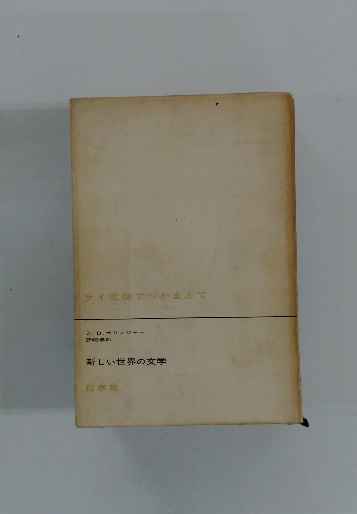 ライ麦畑でつかまえて
J. D. サリンジャー
野崎孝訳
新しい世界の文学
白水社